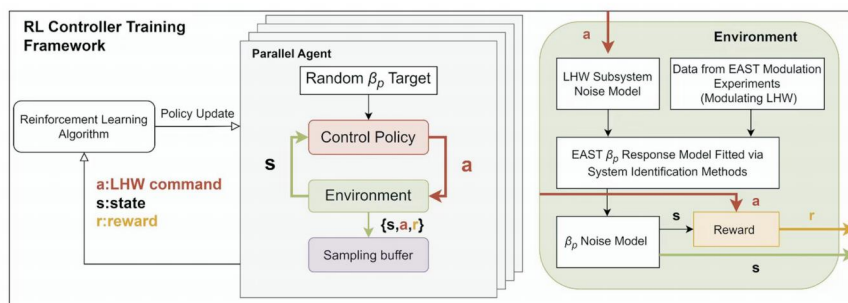 RL Controller Training
Framework
Reinforcement Learning
Algorithm
Policy Update
a:LHW command
s:state
r:reward
Parallel Agent
Random βp Target
Control Policy
s
a
Environment
{s,a,r}
Sampling buffer
Environment
a
LHW Subsystem
Noise Model
Data from EAST Modulation
Experiments
(Modulating LHW)
EAST βp Response Model Fitted via
System Identification Methods
a
βp Noise Model
s
Reward
r
s